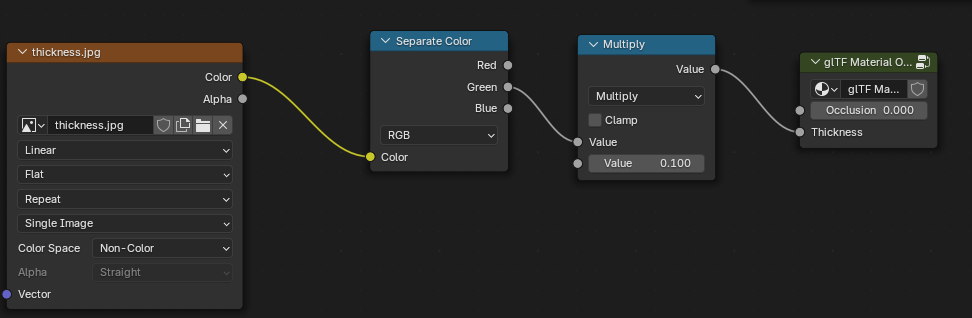 thickness.jpg
Color
Alpha
thickness.jpg
Linear
Flat
Repeat
Single Image
Color Space Non-Color
Alpha Straight
Vector
Separate Color
Red
Green
Blue
RGB
Color
Multiply
Value
Multiply
Clamp
Value
Value 0.100
glTF Material O...
glTF Ma...
Occlusion 0.000
Thickness